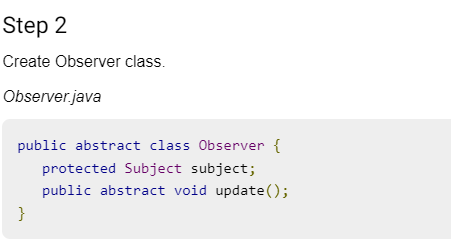 Step 2
Create Observer class.
Observer.java
public abstract class Observer {
   protected Subject subject;
   public abstract void update();
}